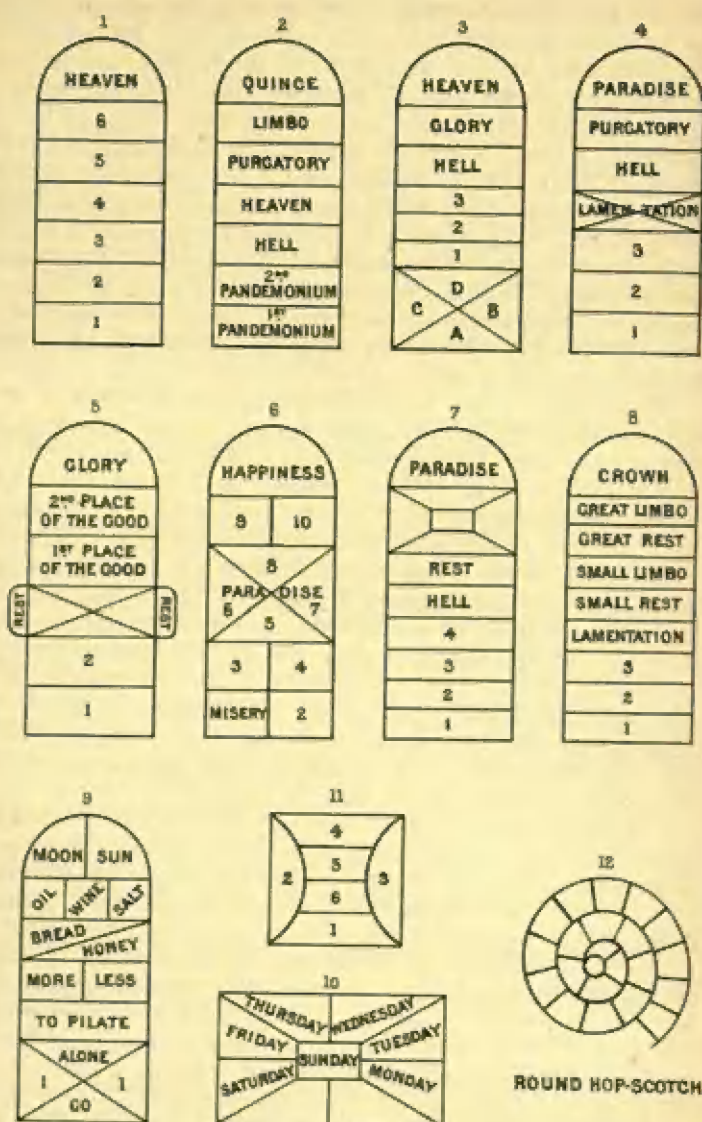 1
HEAVEN
6
5
4
3
2
1
2
QUINCE
LIMBO
PURGATORY
HEAVEN
HELL
2ND
PANDEMONIUM
1ST
PANDEMONIUM
3
HEAVEN
GLORY
HELL
3
2
1
D
C B
A
4
PARADISE
PURGATORY
HELL
LAMENTATION
3
2
1
5
GLORY
2ND PLACE
OF THE GOOD
1ST PLACE
OF THE GOOD
REST REST
2
1
6
HAPPINESS
9 10
8
PARADISE
6 7
5
3 4
MISERY 2
7
PARADISE
REST
HELL
4
3
2
1
8
CROWN
GREAT LIMBO
GREAT REST
SMALL LIMBO
SMALL REST
LAMENTATION
3
2
1
9
MOON SUN
OIL WINE SALT
BREAD
HONEY
MORE LESS
TO PILATE
ALONE
1 1
GO
11
4
2 5 3
6
1
10
THURSDAY WEDNESDAY
FRIDAY TUESDAY
SUNDAY
SATURDAY MONDAY
12
ROUND HOP-SCOTCH